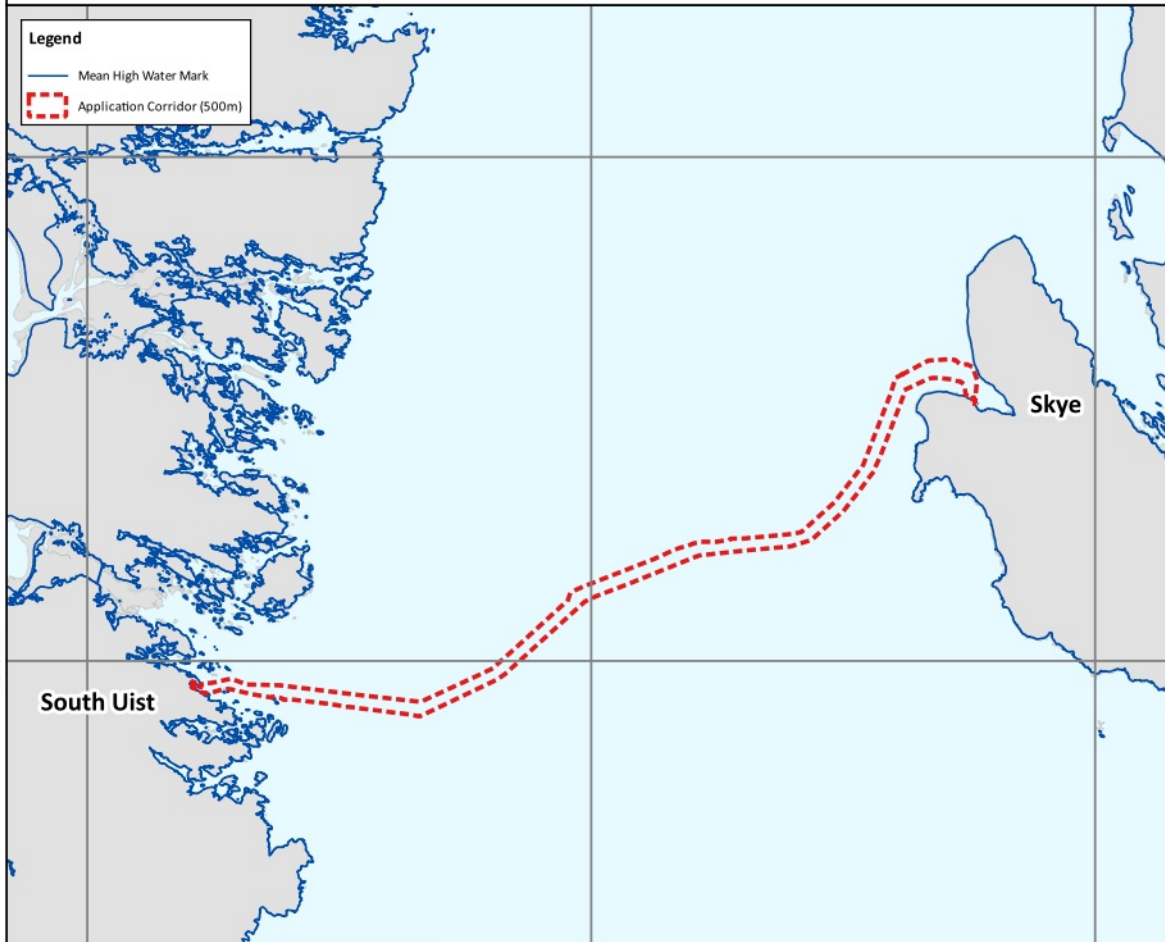 Legend
Mean High Water Mark
Application Corridor (500m)
Skye
South Uist